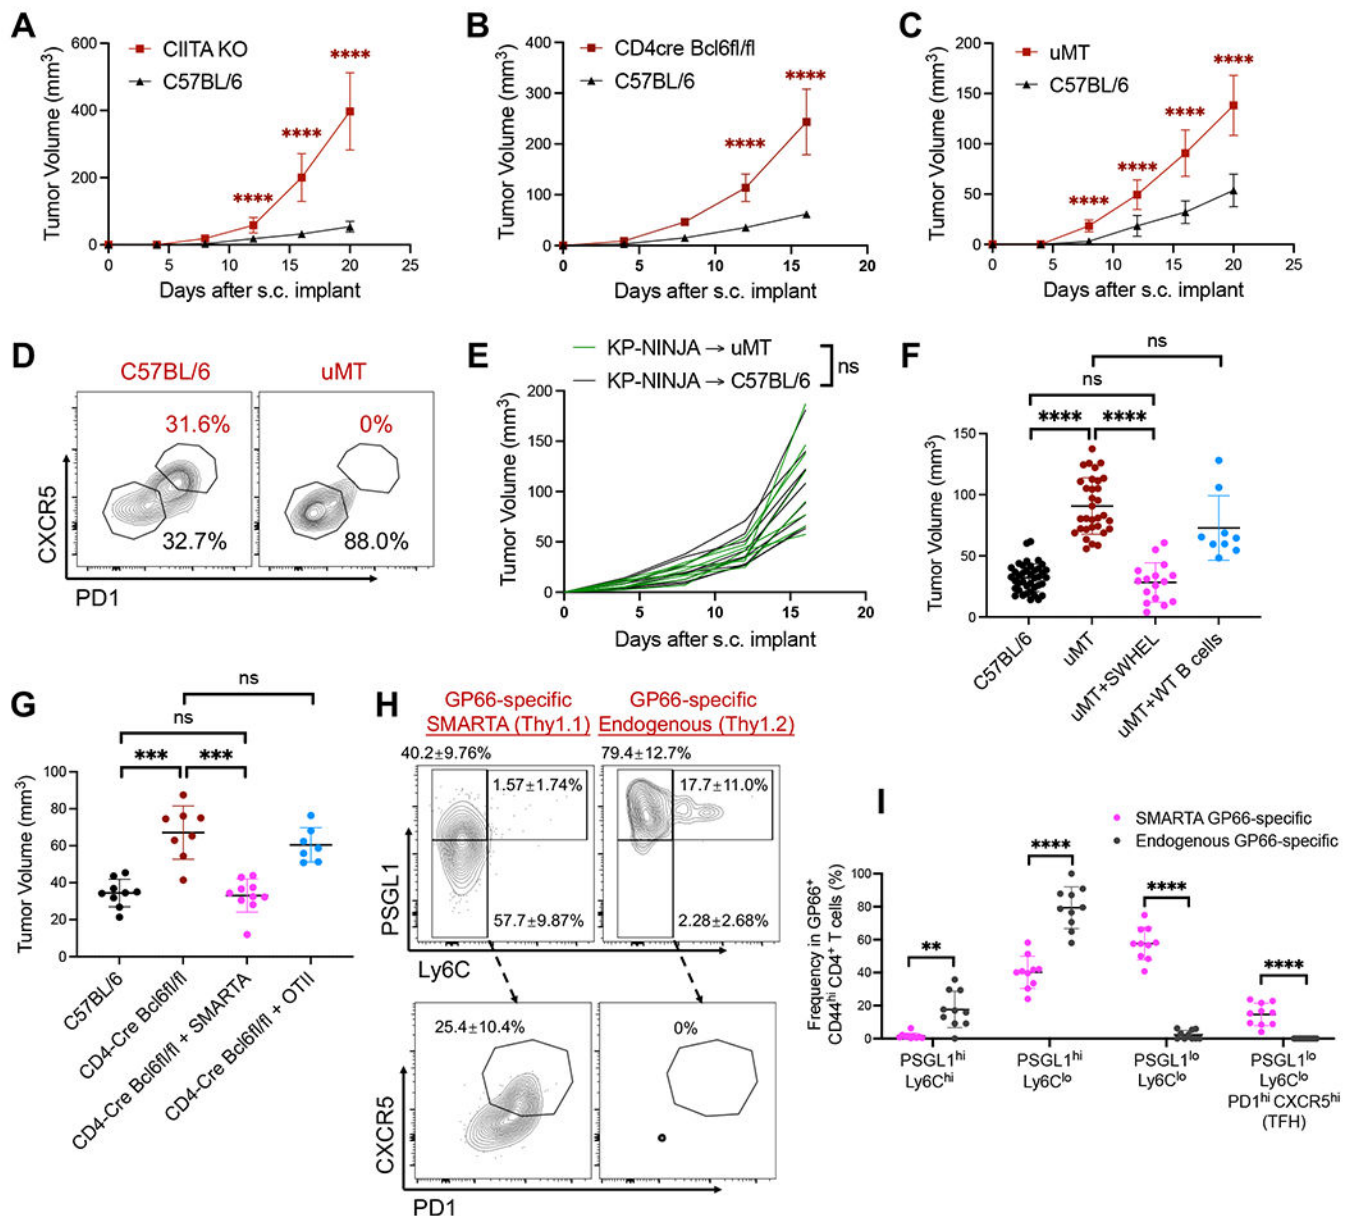 A
CIITA KO
C57BL/6
Tumor Volume (mm³)
600
400
200
0
****
****
****
0 5 10 15 20 25
Days after s.c. implant
B
CD4cre Bcl6fl/fl
C57BL/6
Tumor Volume (mm³)
400
300
200
100
0
****
****
0 5 10 15 20
Days after s.c. implant
C
uMT
C57BL/6
Tumor Volume (mm³)
200
150
100
50
0
****
****
****
****
0 5 10 15 20 25
Days after s.c. implant
D
C57BL/6
uMT
31.6%
0%
32.7%
88.0%
CXCR5
PD1
E
KP-NINJA → uMT
KP-NINJA → C57BL/6
ns
Tumor Volume (mm³)
200
150
100
50
0
0 5 10 15 20
Days after s.c. implant
F
ns
ns
**** ****
Tumor Volume (mm³)
150
100
50
0
C57BL/6
uMT
uMT+SWHEL
uMT+WT B cells
G
ns
ns
*** ***
Tumor Volume (mm³)
100
80
60
40
20
0
C57BL/6
CD4-Cre Bcl6fl/fl
CD4-Cre Bcl6fl/fl + SMARTA
CD4-Cre Bcl6fl/fl + OTII
H
GP66-specific
SMARTA (Thy1.1)
GP66-specific
Endogenous (Thy1.2)
40.2±9.76%
79.4±12.7%
1.57±1.74%
17.7±11.0%
57.7±9.87%
2.28±2.68%
PSGL1
Ly6C
25.4±10.4%
0%
CXCR5
PD1
I
SMARTA GP66-specific
Endogenous GP66-specific
Frequency in GP66⁺
CD44ʰⁱ CD4⁺ T cells (%)
100
80
60
40
20
0
**
****
****
****
PSGL1ʰⁱ
Ly6Cʰⁱ
PSGL1ʰⁱ
Ly6Cˡᵒ
PSGL1ˡᵒ
Ly6Cˡᵒ
PSGL1ˡᵒ
Ly6Cˡᵒ
PD1ʰⁱ CXCR5ʰⁱ
(TFH)